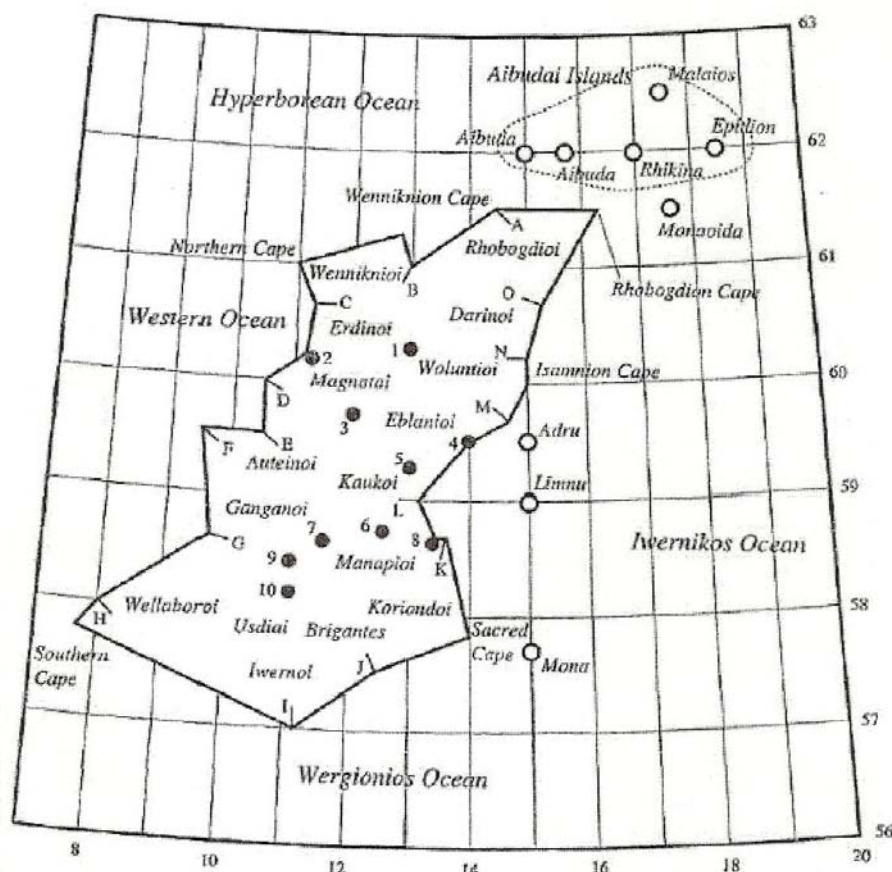 63
Aibudai Islands
Malaios
Hyperborean Ocean
Aibuda
Epidion
62
Aibuda
Rhikina
Wenniknion Cape
A
Monaoida
Rhobogdioi
Northern Cape
61
Wenniknioi
B
Rhobogdion Cape
C
O
Western Ocean
Erdinoi
Darinoi
1
N
2
Woluntioi
Isamnion Cape
60
Magnatai
D
M
3
Eblanioi
4
Adru
F
E
Auteinoi
5
Kaukoi
Limnu
59
L
Ganganoi
7
6
8
G
Iwernikos Ocean
9
Manapioi
K
10
Wellaboroi
Koriondoi
58
H
Usdiai
Brigantes
Sacred
Cape
Southern
Cape
Iwernoi
J
Mona
I
57
Wergionios Ocean
56
8
10
12
14
16
18
20